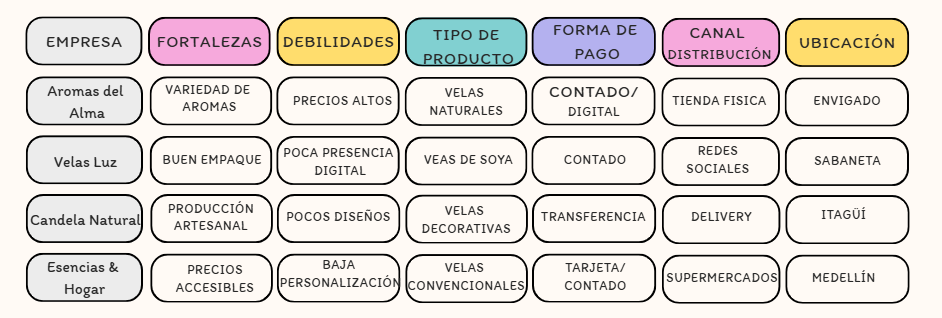 EMPRESA
FORTALEZAS
DEBILIDADES
TIPO DE
PRODUCTO
FORMA DE
PAGO
CANAL
DISTRIBUCIÓN
UBICACIÓN
Aromas del
Alma
VARIEDAD DE
AROMAS
PRECIOS ALTOS
VELAS
NATURALES
CONTADO/
DIGITAL
TIENDA FISICA
ENVIGADO
Velas Luz
BUEN EMPAQUE
POCA PRESENCIA
DIGITAL
VEAS DE SOYA
CONTADO
REDES
SOCIALES
SABANETA
Candela Natural
PRODUCCIÓN
ARTESANAL
POCOS DISEÑOS
VELAS
DECORATIVAS
TRANSFERENCIA
DELIVERY
ITAGÜÍ
Esencias &
Hogar
PRECIOS
ACCESIBLES
BAJA
PERSONALIZACIÓN
VELAS
CONVENCIONALES
TARJETA/
CONTADO
SUPERMERCADOS
MEDELLÍN